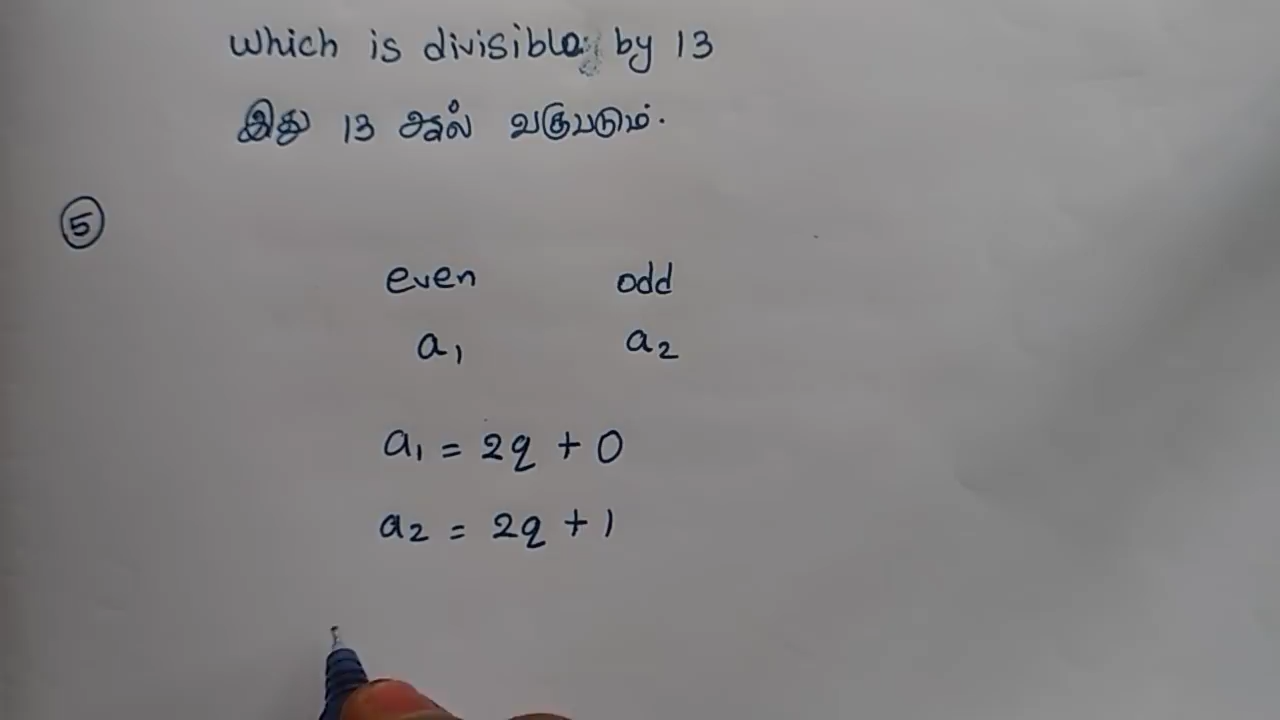 which is divisible by 13
இது 13 ஆல் வகுபடும்.
5
even odd
a₁ a₂
a₁ = 2q + 0
a₂ = 2q + 1